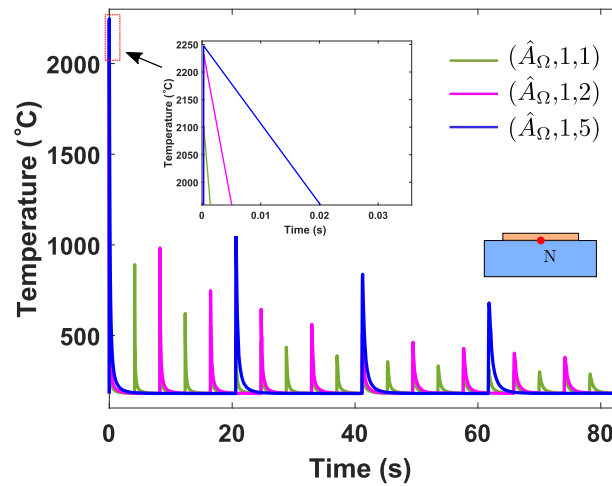 2250
2200
2150
2100
2050
2000
Temperature (°C)
0
0.01
0.02
0.03
Time (s)
(Â_Ω,1,1)
(Â_Ω,1,2)
(Â_Ω,1,5)
N
2000
1500
1000
500
Temperature (°C)
0
20
40
60
80
Time (s)